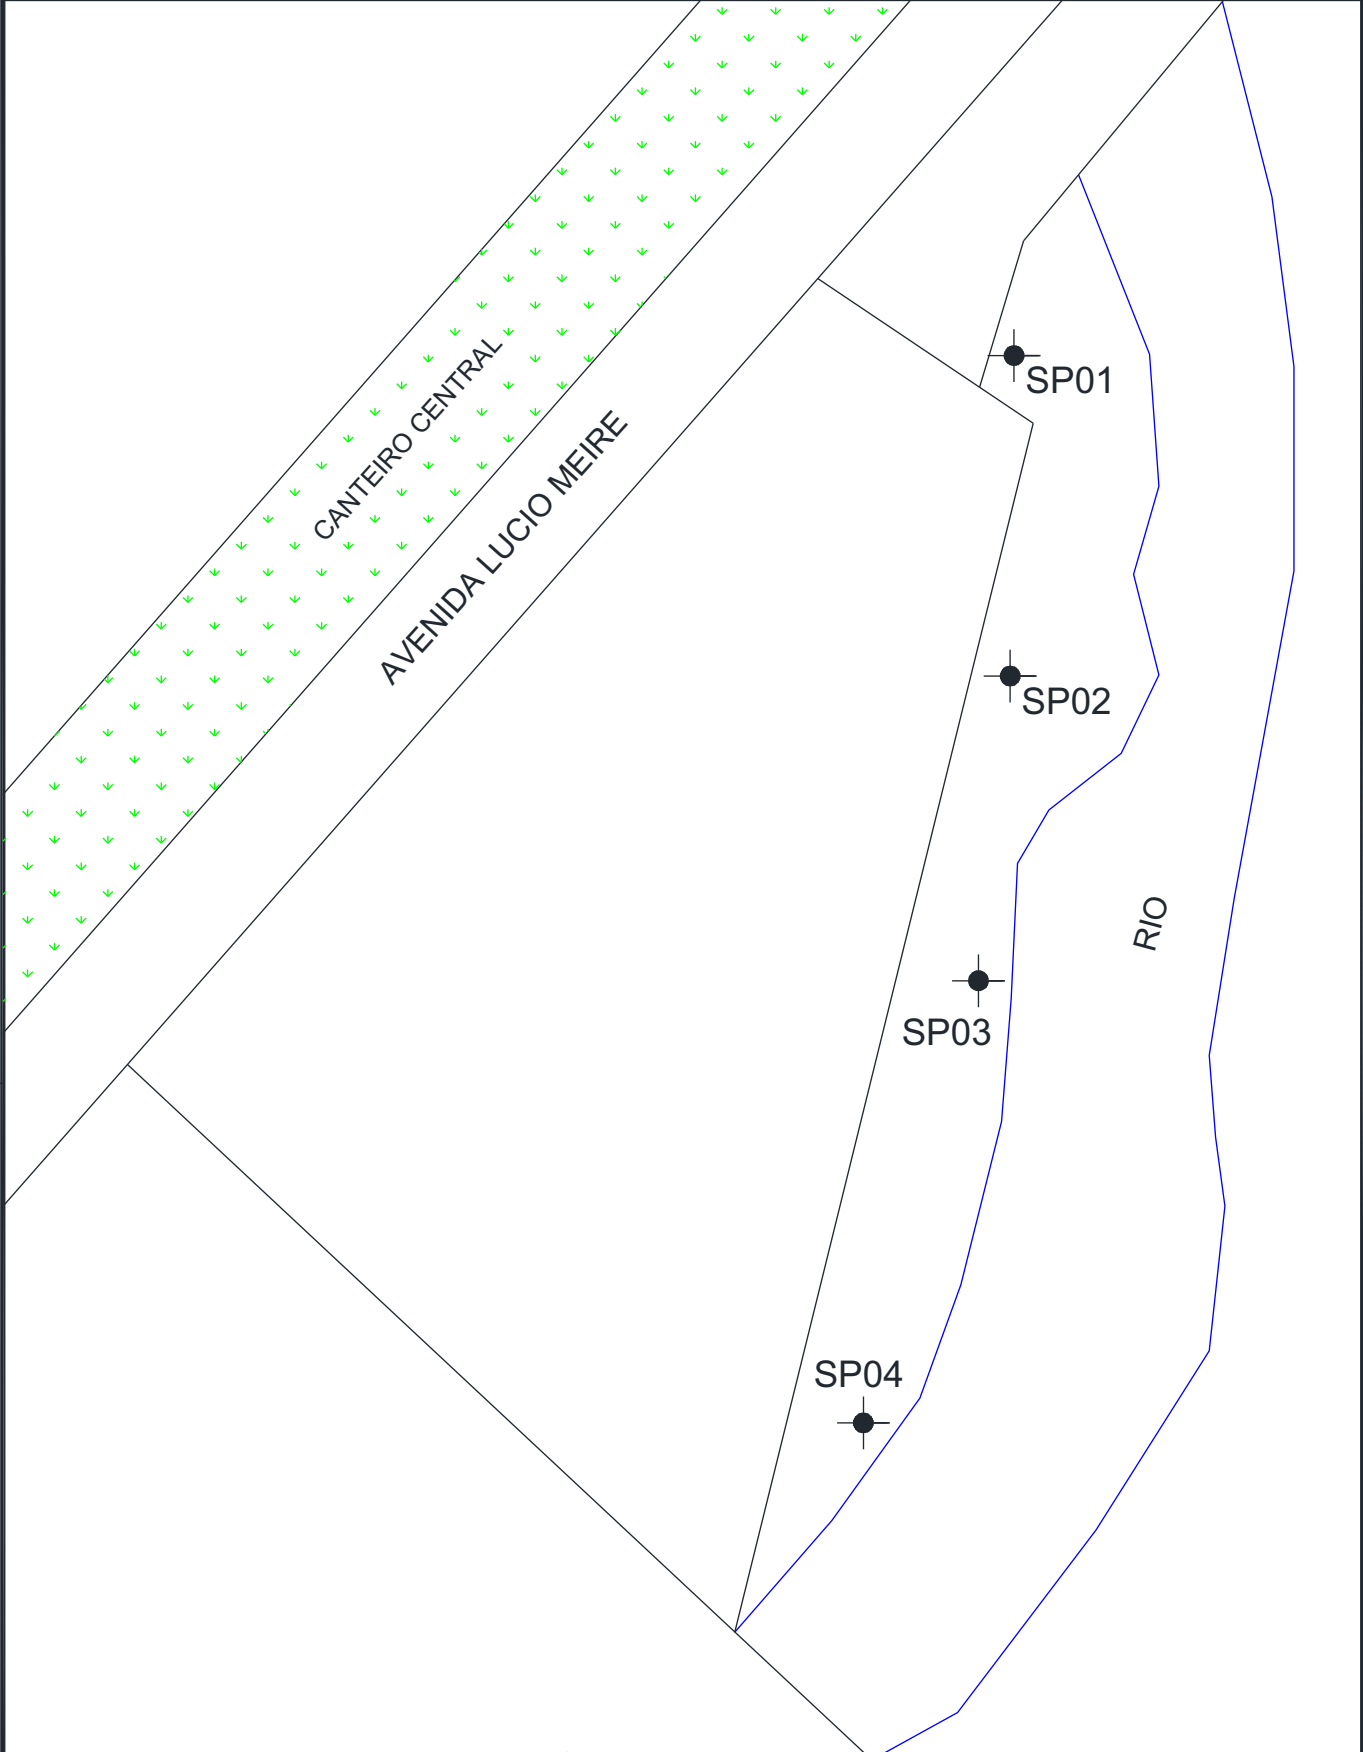 CANTEIRO CENTRAL
AVENIDA LUCIO MEIRE
SP01
SP02
RIO
SP03
SP04